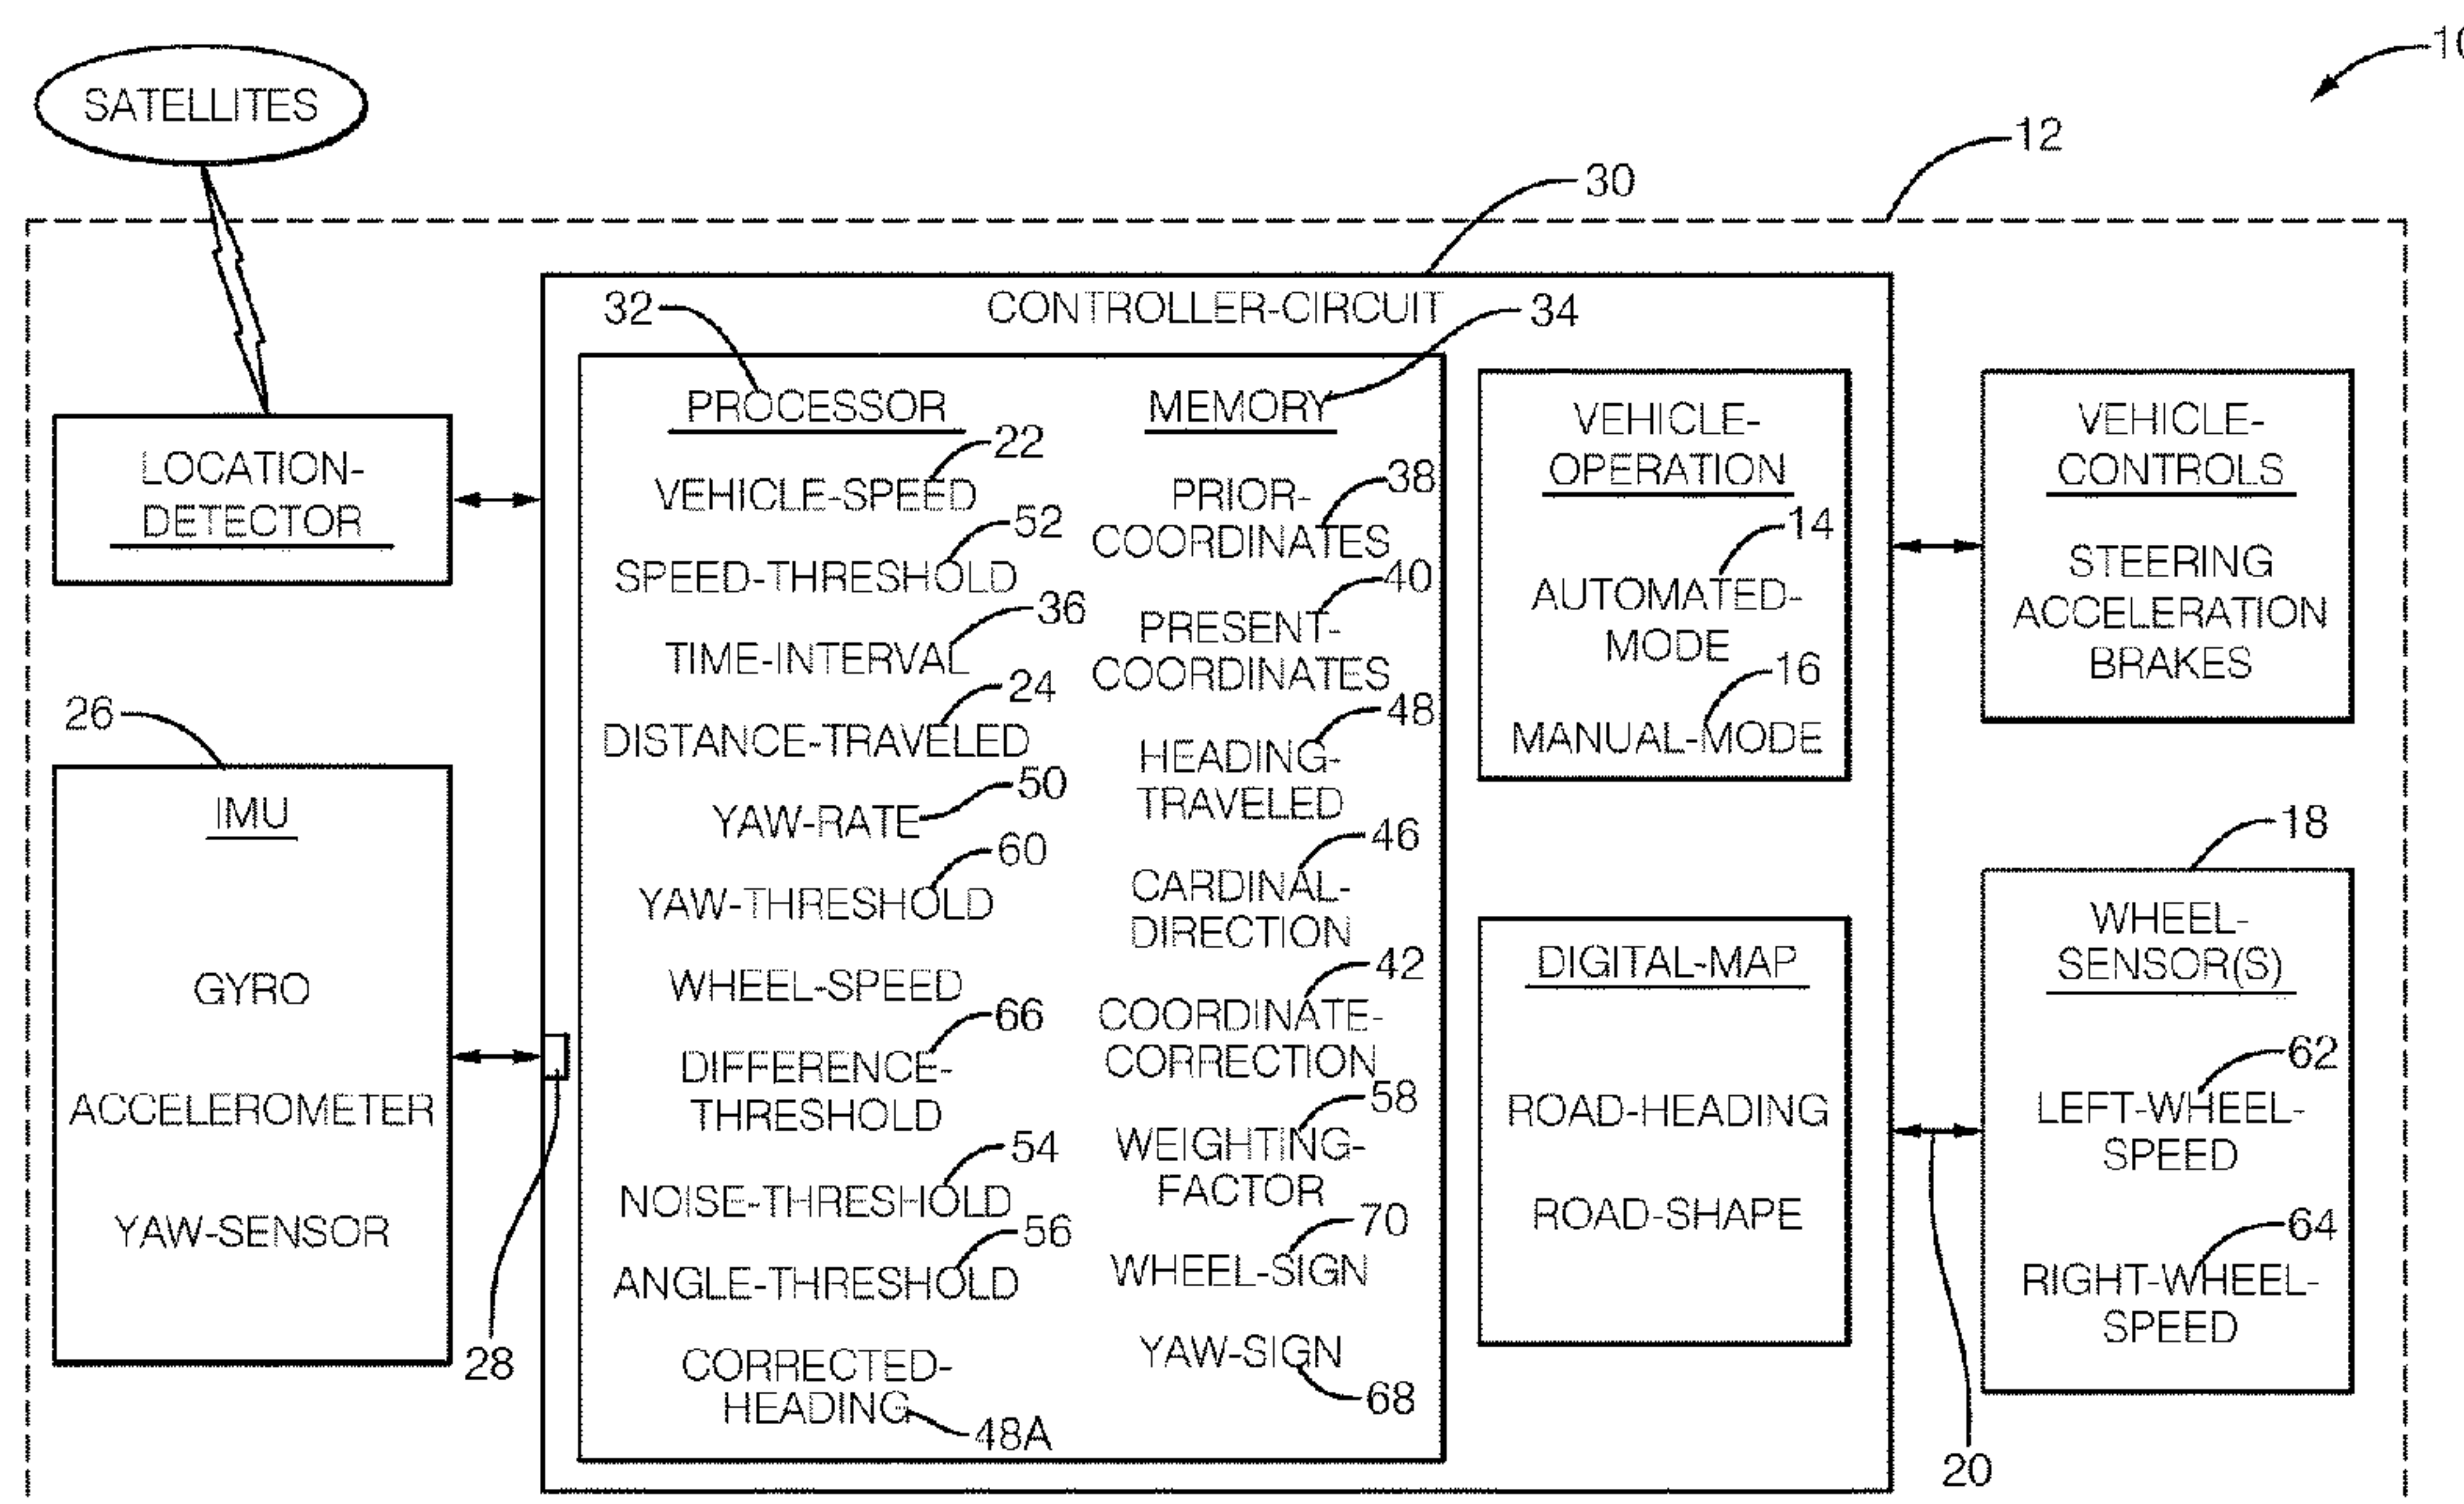 10
SATELLITES
12
30
CONTROLLER-CIRCUIT
32
34
LOCATION-
DETECTOR
26
IMU
GYRO
ACCELEROMETER
YAW-SENSOR
28
PROCESSOR
22
VEHICLE-SPEED
52
SPEED-THRESHOLD
36
TIME-INTERVAL
24
DISTANCE-TRAVELED
50
YAW-RATE
60
YAW-THRESHOLD
WHEEL-SPEED
66
DIFFERENCE-
THRESHOLD
54
NOISE-THRESHOLD
56
ANGLE-THRESHOLD
CORRECTED-
HEADING
48A
MEMORY
PRIOR-
38
COORDINATES
40
PRESENT-
COORDINATES
48
HEADING-
TRAVELED
46
CARDINAL-
DIRECTION
42
COORDINATE-
CORRECTION
58
WEIGHTING-
FACTOR
70
WHEEL-SIGN
YAW-SIGN
68
VEHICLE-
OPERATION
14
AUTOMATED-
MODE
16
MANUAL-MODE
DIGITAL-MAP
ROAD-HEADING
ROAD-SHAPE
VEHICLE-
CONTROLS
STEERING
ACCELERATION
BRAKES
18
WHEEL-
SENSOR(S)
62
LEFT-WHEEL-
SPEED
64
RIGHT-WHEEL-
SPEED
20